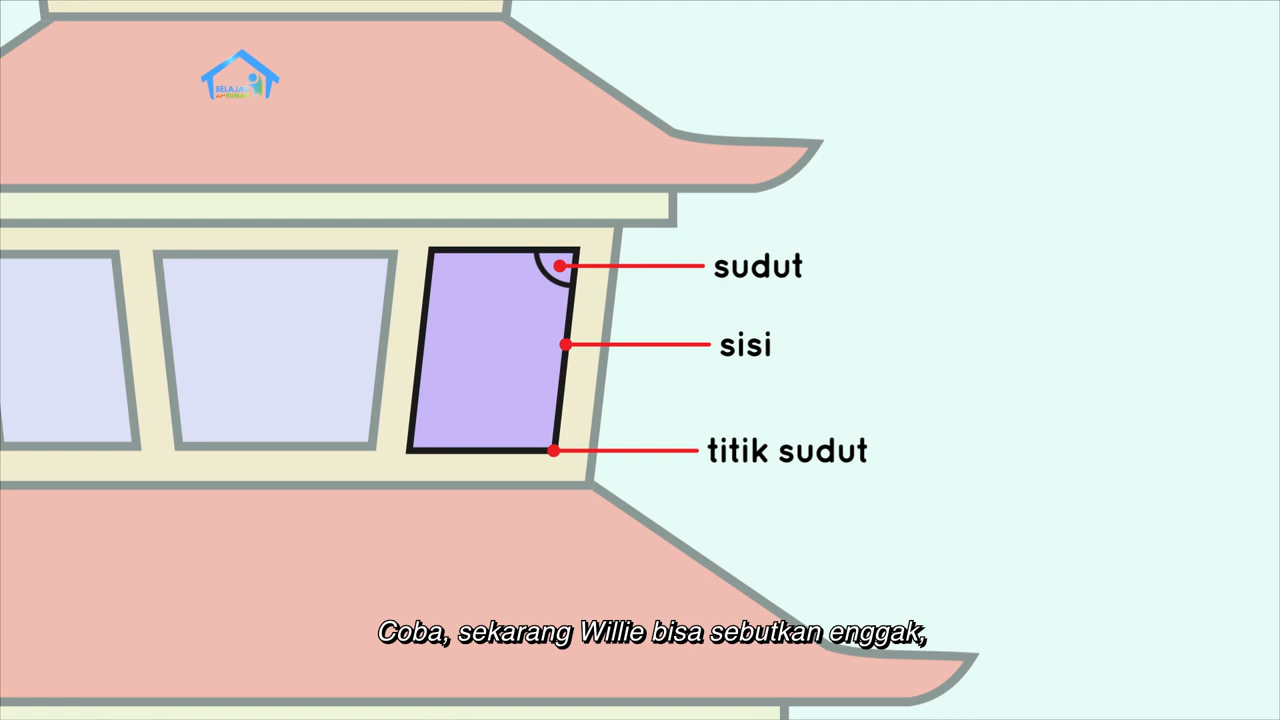 BELAJAR
sudut
sisi
titik sudut
Coba, sekarang Willie bisa sebutkan enggak,